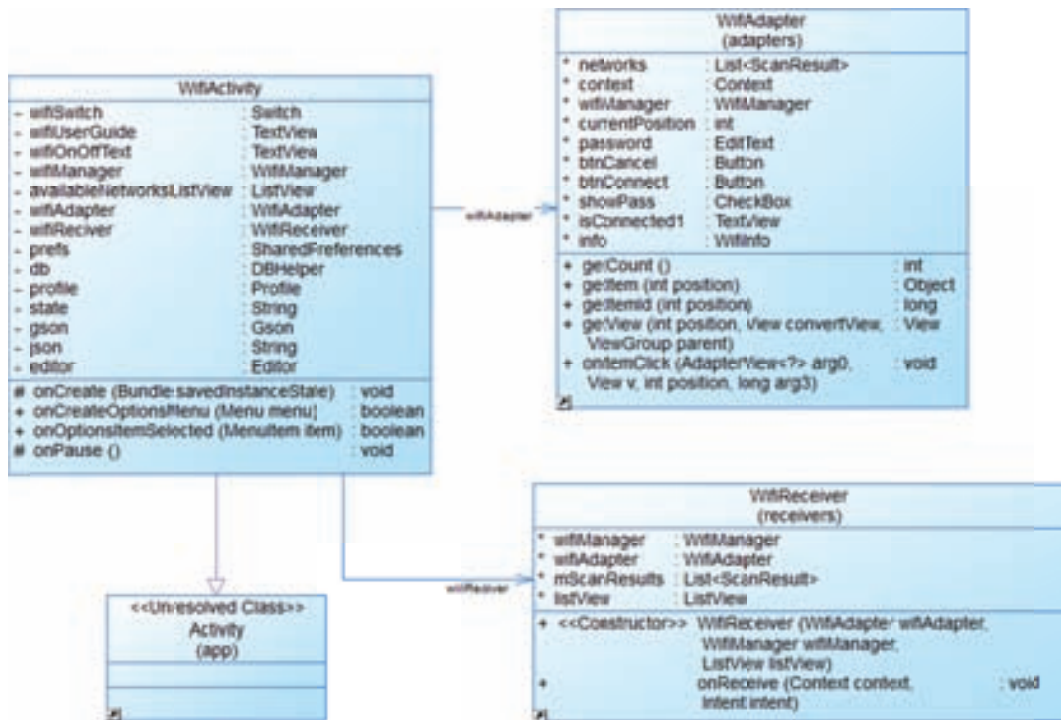 WifiActivity
- wifiSwitch : Switch
- wifiUserGuide : TextView
- wifiOnOffText : TextView
- wifiManager : WifiManager
- availableNetworksListView : ListView
- wifiAdapter : WifiAdapter
- wifiReciver : WifiReceiver
- prefs : SharedPreferences
- db : DBHelper
- profile : Profile
- state : String
- gson : Gson
- json : String
- editor : Editor
# onCreate (Bundle savedInstanceState) : void
+ onCreateOptionsMenu (Menu menu) : boolean
+ onOptionsItemSelected (MenuItem item) : boolean
# onPause () : void
wifiAdapter
WifiAdapter
(adapters)
* networks : List<ScanResult>
* context : Context
* wifiManager : WifiManager
* currentPosition : int
* password : EditText
* btnCancel : Button
* btnConnect : Button
* showPass : CheckBox
* isConnected1 : TextView
* info : WifiInfo
+ getCount () : int
+ getItem (int position) : Object
+ getItemId (int position) : long
+ getView (int position, View convertView, : View
ViewGroup parent)
+ onItemClick (AdapterView<?> arg0, : void
View v, int position, long arg3)
wifiReciver
<<Unresolved Class>>
Activity
(app)
WifiReceiver
(receivers)
* wifiManager : WifiManager
* wifiAdapter : WifiAdapter
* mScanResults : List<ScanResult>
* listView : ListView
+ <<Constructor>> WifiReceiver (WifiAdapter wifiAdapter,
WifiManager wifiManager,
ListView listView)
+ onReceive (Context context, : void
Intent intent)